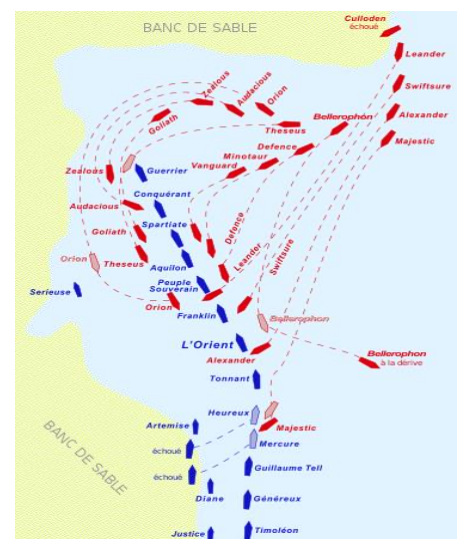 Culloden
échoué
BANC DE SABLE
Leander
Zealous
Audacious
Orion
Swiftsure
Goliath
Bellerophon
Alexander
Theseus
Majestic
Defence
Minotaur
Vanguard
Zealous
Guerrier
Conquérant
Audacious
Spartiate
Goliath
Defence
Orion
Theseus
Aquilon
Leander
Swiftsure
Peuple
Souverain
Serieuse
Orion
Franklin
Bellerophon
L'Orient
Alexander
Bellerophon
à la dérive
Tonnant
Heureux
Artemise
Majestic
Mercure
échoué
BANC DE SABLE
Guillaume Tell
échoué
Diane
Généreux
Justice
Timoléon